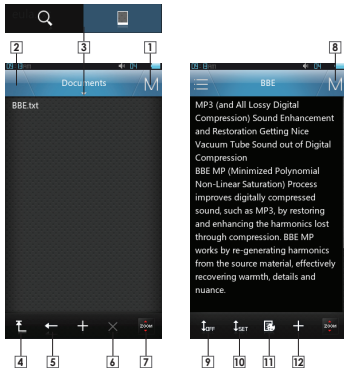 2
3
1
8
Documents
M
BBE
M
BBE.txt
MP3 (and All Lossy Digital
Compression) Sound Enhancement
and Restoration Getting Nice
Vacuum Tube Sound out of Digital
Compression
BBE MP (Minimized Polynomial
Non-Linear Saturation) Process
improves digitally compressed
sound, such as MP3, by restoring
and enhancing the harmonics lost
through compression. BBE MP
works by re-generating harmonics
from the source material, effectively
recovering warmth, details and
nuance.
ZOOM
OFF
SET
ZOOM
4
5
6
7
9
10
11
12